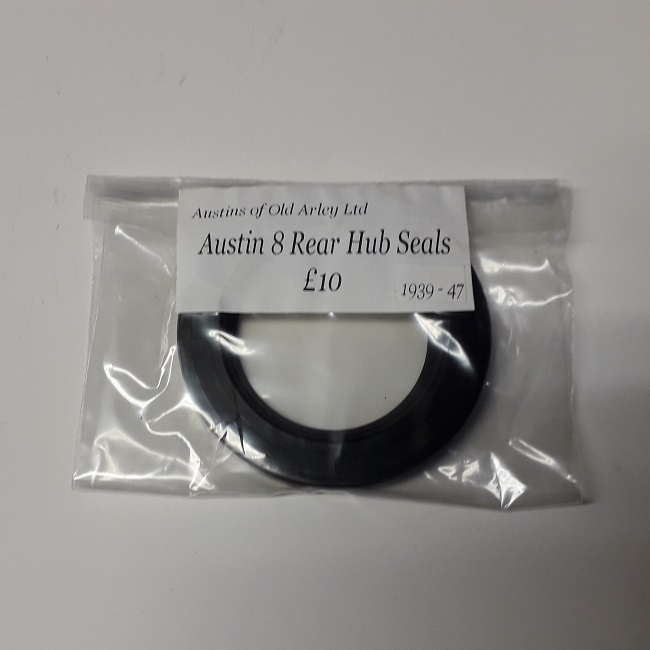 Austins of Old Arley Ltd
Austin 8 Rear Hub Seals
£10
1939 - 47